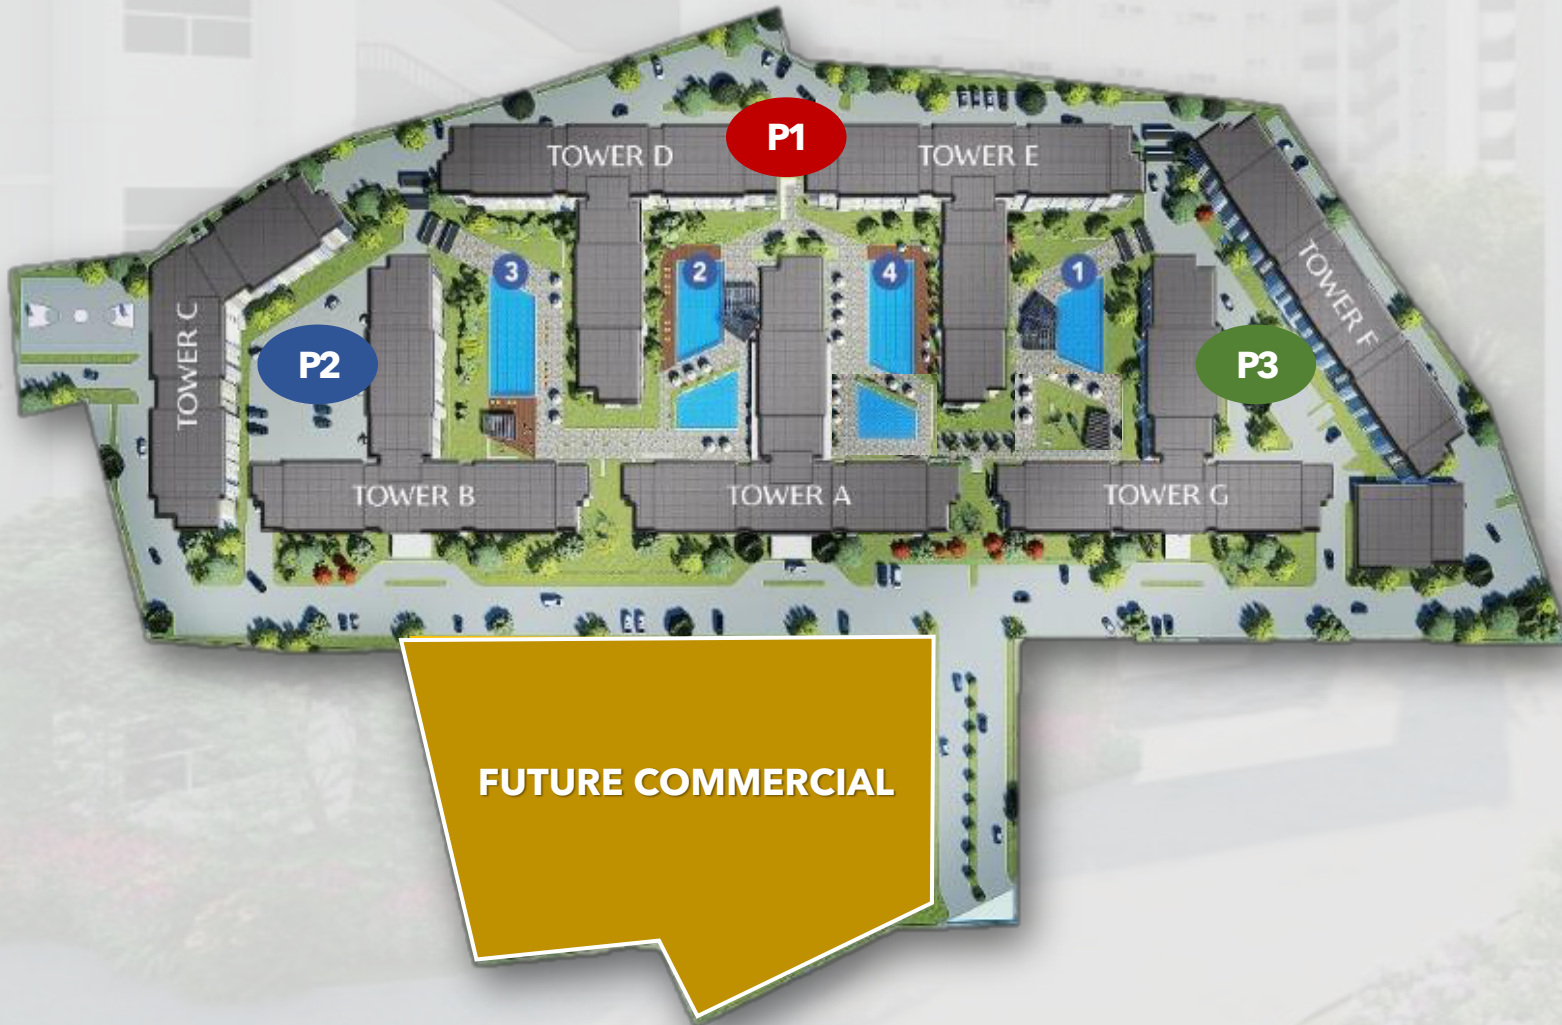 P1
TOWER D
TOWER E
TOWER F
3
2
4
1
TOWER C
P2
P3
TOWER B
TOWER A
TOWER G
FUTURE COMMERCIAL